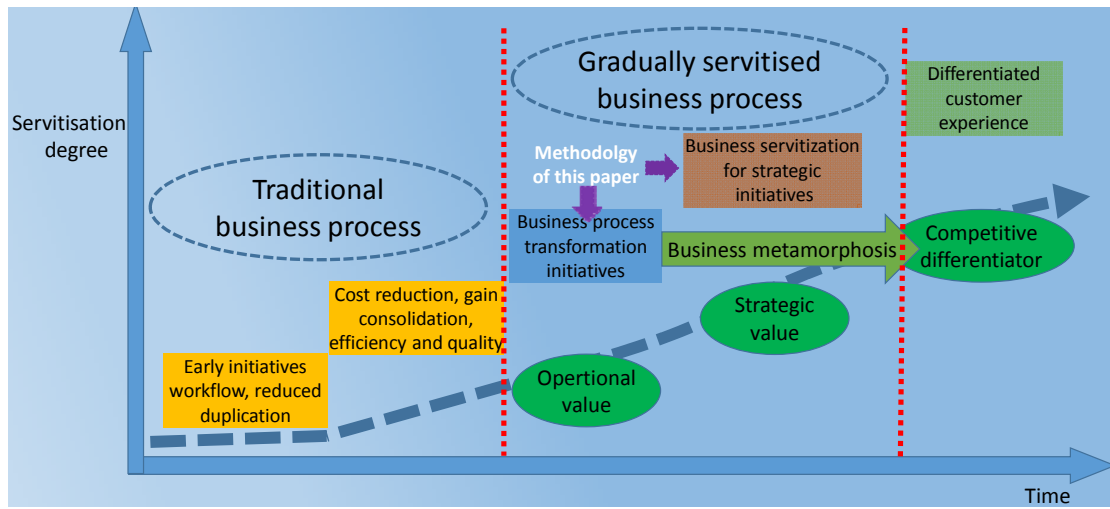 Servitisation
degree
Traditional
business process
Gradually servitised
business process
Differentiated
customer
experience
Methodolgy
of this paper
Business servitization
for strategic
initiatives
Business process
transformation
initiatives
Business metamorphosis
Competitive
differentiator
Cost reduction, gain
consolidation,
efficiency and quality
Strategic
value
Early initiatives
workflow, reduced
duplication
Opertional
value
Time